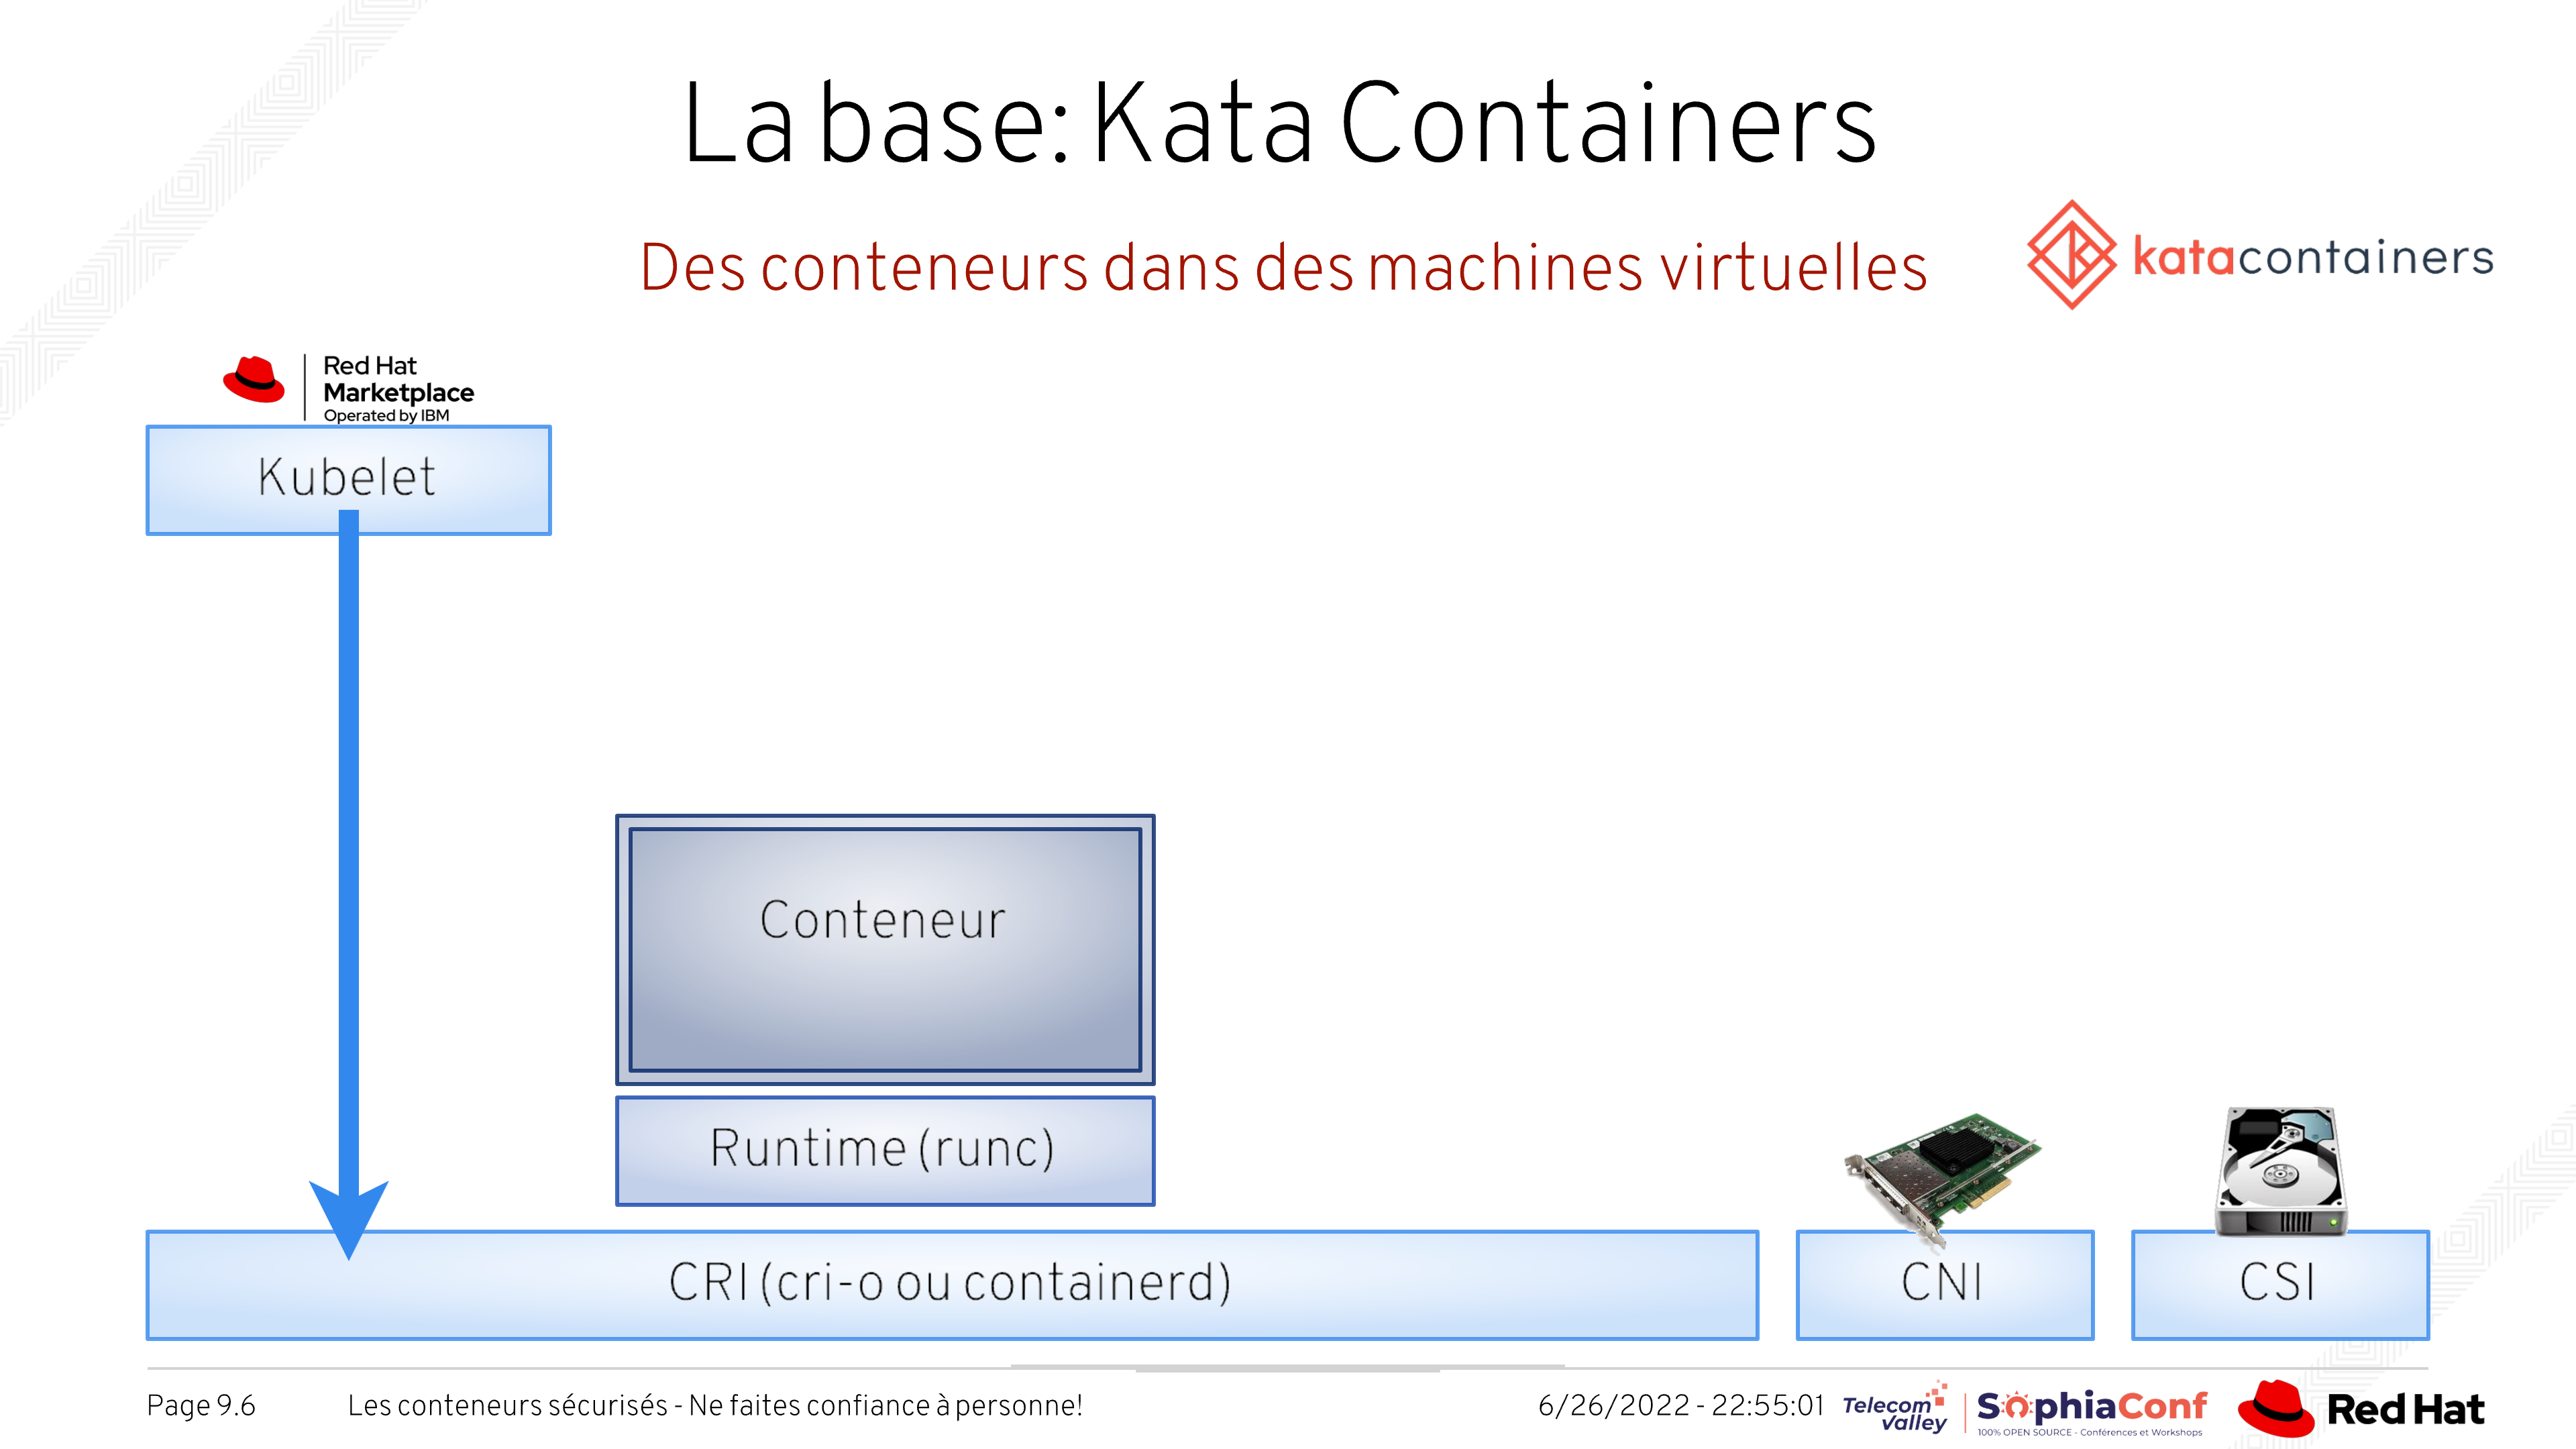 La base: Kata Containers
Des conteneurs dans des machines virtuelles
katacontainers
Red Hat
Marketplace
Operated by IBM
Kubelet
Conteneur
Runtime (runc)
CRI (cri-o ou containerd)
CNI
CSI
Page 9.6
Les conteneurs sécurisés - Ne faites confiance à personne!
6/26/2022 - 22:55:01
Telecom
Valley
SophiaConf
100% OPEN SOURCE - Conférences et Workshops
Red Hat